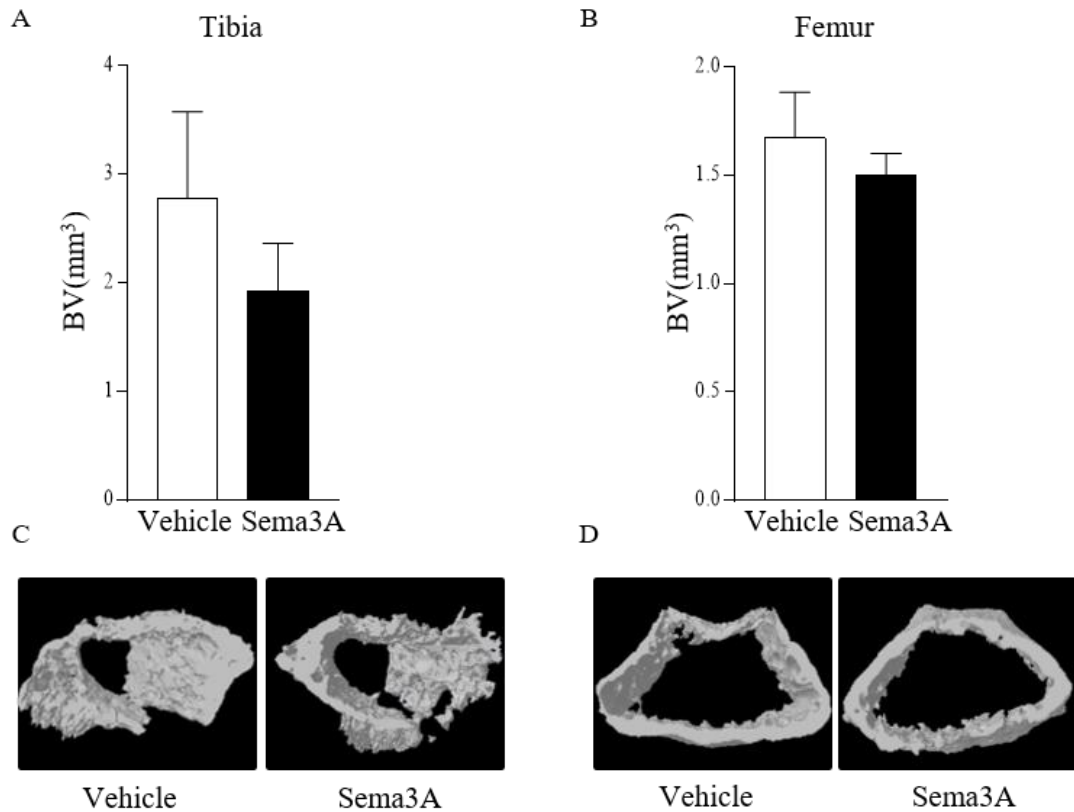 A
Tibia
BV(mm³)
4
3
2
1
0
Vehicle Sema3A
B
Femur
BV(mm³)
2.0
1.5
1.0
0.5
0.0
Vehicle Sema3A
C
Vehicle
Sema3A
D
Vehicle
Sema3A